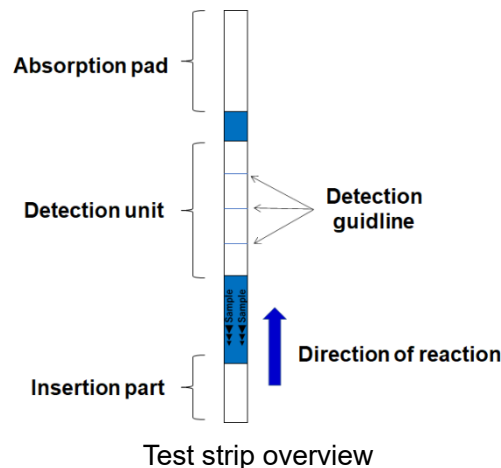 Absorption pad
Detection unit
Detection
guidline
Sample
Sample
Direction of reaction
Insertion part
Test strip overview